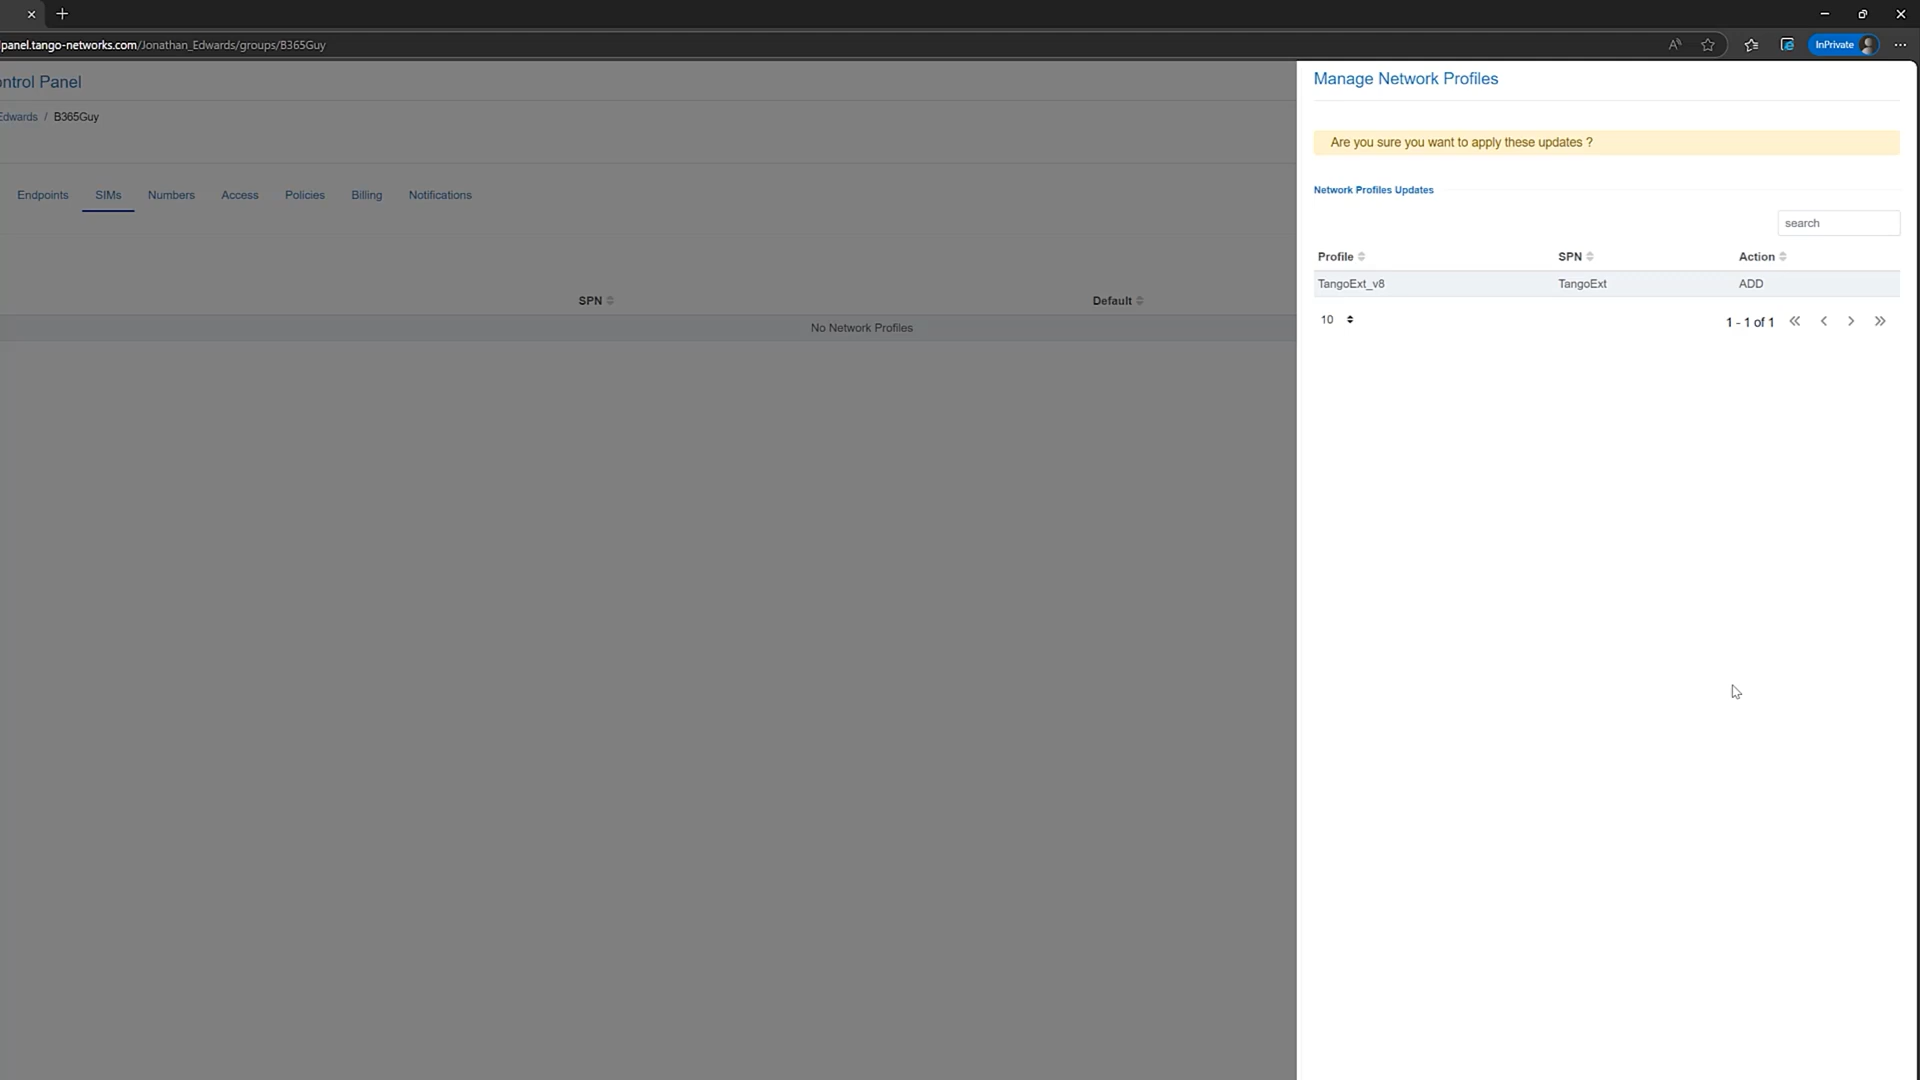 panel.tango-networks.com/Jonathan_Edwards/groups/B365Guy
InPrivate
ontrol Panel
Edwards / B365Guy
Endpoints SIMs Numbers Access Policies Billing Notifications
SPN Default
No Network Profiles
Manage Network Profiles
Are you sure you want to apply these updates ?
Network Profiles Updates
search
Profile SPN Action
TangoExt_v8 TangoExt ADD
10 1 - 1 of 1